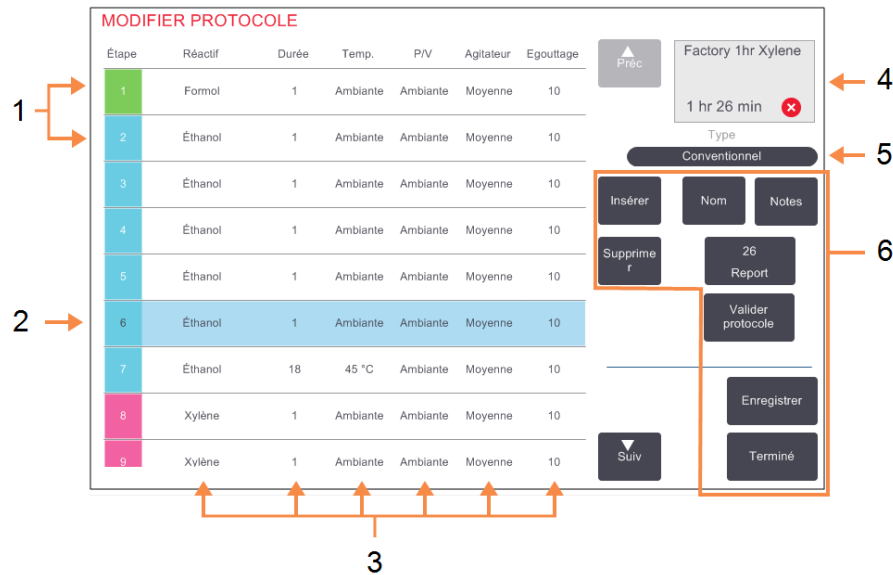 MODIFIER PROTOCOLE
Étape Réactif Durée Temp. P/V Agitateur Egouttage
1 Formol 1 Ambiante Ambiante Moyenne 10
2 Éthanol 1 Ambiante Ambiante Moyenne 10
3 Éthanol 1 Ambiante Ambiante Moyenne 10
4 Éthanol 1 Ambiante Ambiante Moyenne 10
5 Éthanol 1 Ambiante Ambiante Moyenne 10
6 Éthanol 1 Ambiante Ambiante Moyenne 10
7 Éthanol 18 45 °C Ambiante Moyenne 10
8 Xylène 1 Ambiante Ambiante Moyenne 10
9 Xylène 1 Ambiante Ambiante Moyenne 10
Préc
Factory 1hr Xylene
1 hr 26 min
Type
Conventionnel
Insérer
Nom
Notes
Supprime
r
26
Report
Valider
protocole
Enregistrer
Suiv
Terminé
1
2
3
4
5
6